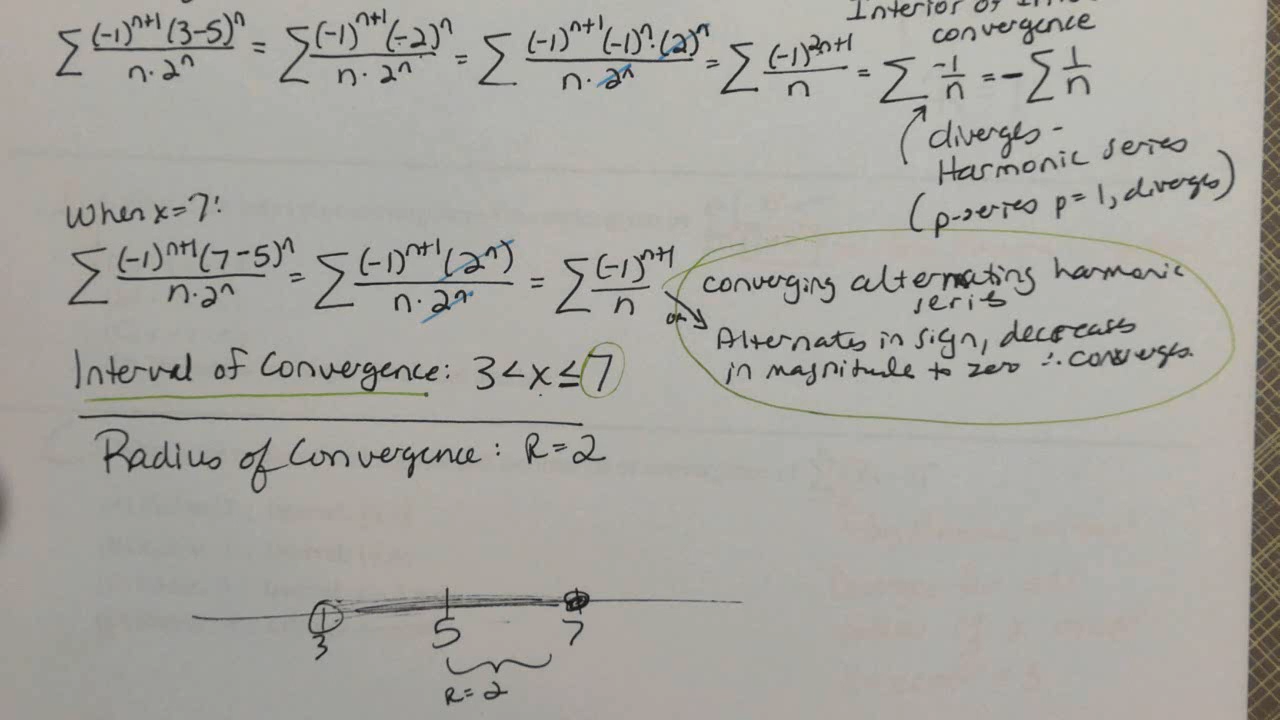 Interior of
convergence
∑ (-1)^{n+1}(3-5)^n / n·2^n = ∑ (-1)^{n+1}(-2)^n / n·2^n = ∑ (-1)^{n+1}(-1)^n·(2)^n / n·2^n = ∑ (-1)^{2n+1} / n = ∑ -1/n = -∑ 1/n
diverges -
Harmonic series
(p-series p=1, diverges)
When x=7:
∑ (-1)^{n+1}(7-5)^n / n·2^n = ∑ (-1)^{n+1}(2^n) / n·2^n = ∑ (-1)^{n+1} / n
converging alternating harmonic
series
or
Alternates in sign, decreases
in magnitude to zero ∴ converges.
Interval of Convergence: 3<x≤7
Radius of Convergence: R=2
3 5 7
R=2